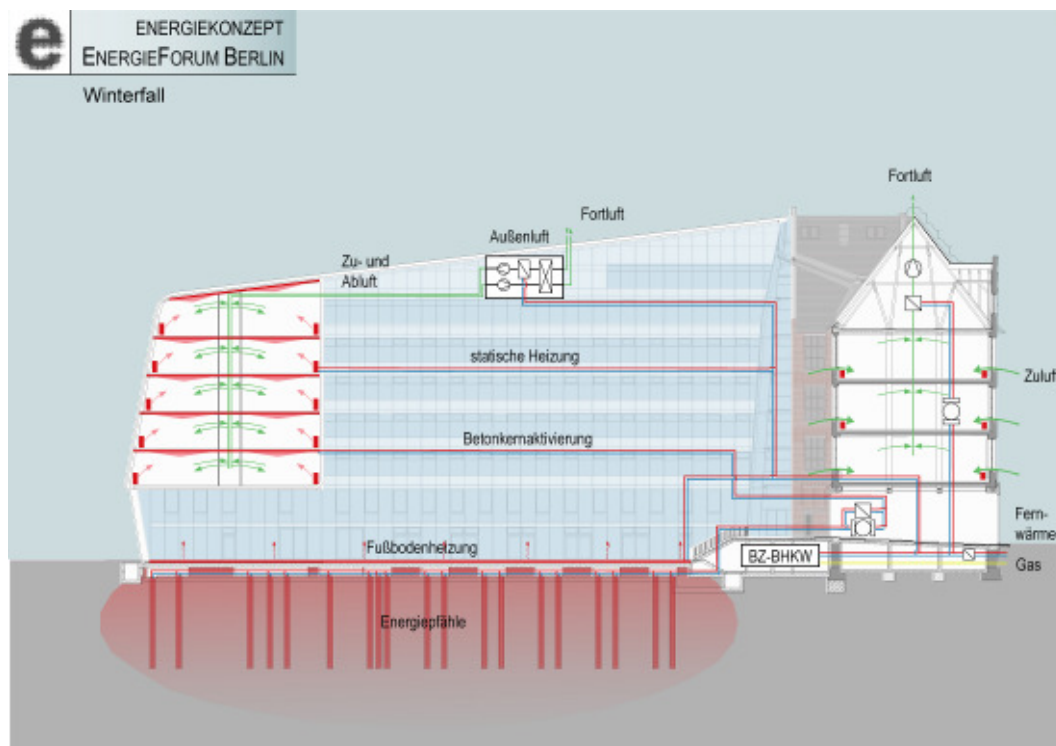 e
ENERGIEKONZEPT
ENERGIEFORUM BERLIN
Winterfall
Fortluft
Fortluft
Außenluft
Zu- und
Abluft
statische Heizung
Zuluft
Betonkernaktivierung
Fern-
wärme
Fußbodenheizung
BZ-BHKW
Gas
Energiepfähle